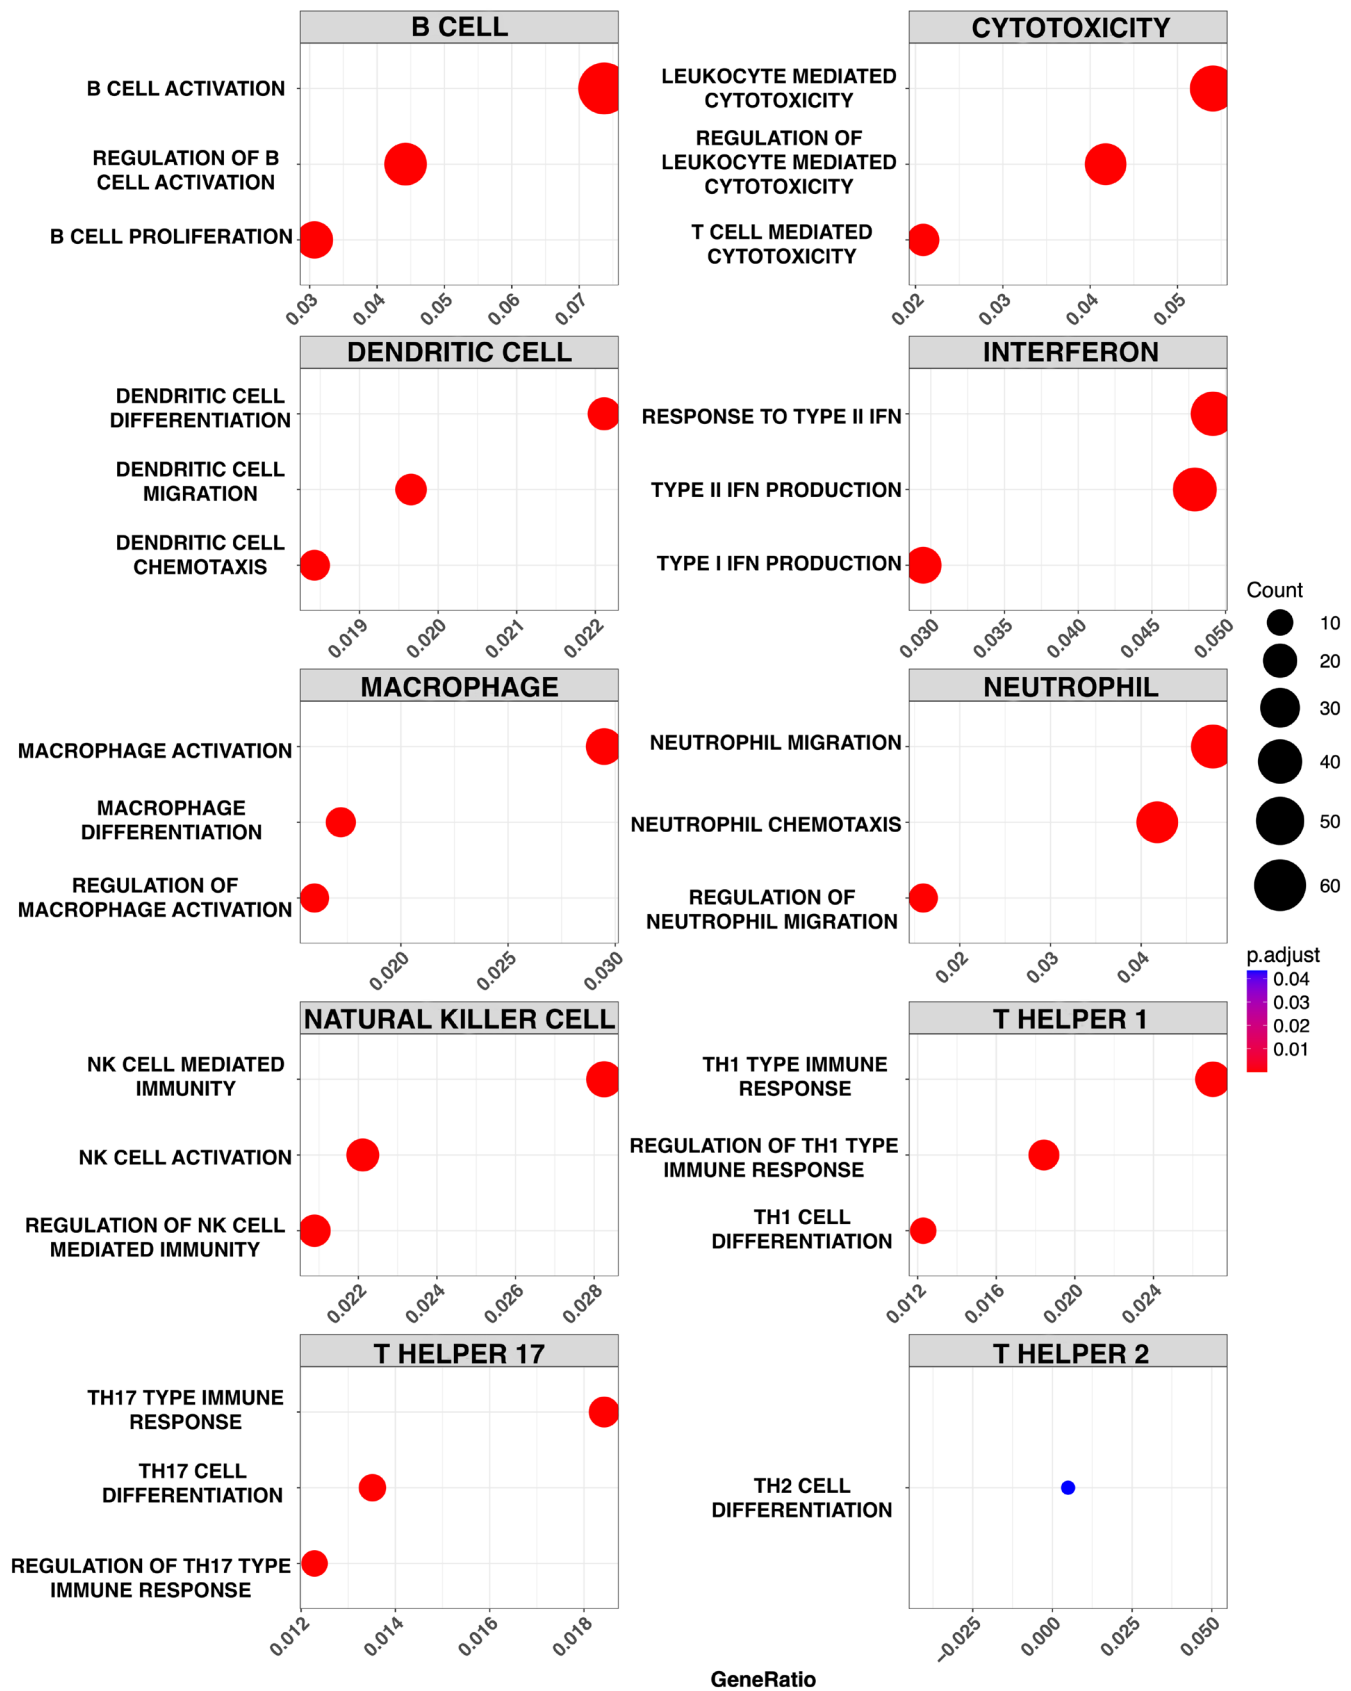 B CELL
B CELL ACTIVATION
REGULATION OF B
CELL ACTIVATION
B CELL PROLIFERATION
0.03
0.04
0.05
0.06
0.07
CYTOTOXICITY
LEUKOCYTE MEDIATED
CYTOTOXICITY
REGULATION OF
LEUKOCYTE MEDIATED
CYTOTOXICITY
T CELL MEDIATED
CYTOTOXICITY
0.02
0.03
0.04
0.05
DENDRITIC CELL
DENDRITIC CELL
DIFFERENTIATION
DENDRITIC CELL
MIGRATION
DENDRITIC CELL
CHEMOTAXIS
0.019
0.020
0.021
0.022
INTERFERON
RESPONSE TO TYPE II IFN
TYPE II IFN PRODUCTION
TYPE I IFN PRODUCTION
0.030
0.035
0.040
0.045
0.050
MACROPHAGE
MACROPHAGE ACTIVATION
MACROPHAGE
DIFFERENTIATION
REGULATION OF
MACROPHAGE ACTIVATION
0.020
0.025
0.030
NEUTROPHIL
NEUTROPHIL MIGRATION
NEUTROPHIL CHEMOTAXIS
REGULATION OF
NEUTROPHIL MIGRATION
0.02
0.03
0.04
NATURAL KILLER CELL
NK CELL MEDIATED
IMMUNITY
NK CELL ACTIVATION
REGULATION OF NK CELL
MEDIATED IMMUNITY
0.022
0.024
0.026
0.028
T HELPER 1
TH1 TYPE IMMUNE
RESPONSE
REGULATION OF TH1 TYPE
IMMUNE RESPONSE
TH1 CELL
DIFFERENTIATION
0.012
0.016
0.020
0.024
T HELPER 17
TH17 TYPE IMMUNE
RESPONSE
TH17 CELL
DIFFERENTIATION
REGULATION OF TH17 TYPE
IMMUNE RESPONSE
0.012
0.014
0.016
0.018
T HELPER 2
TH2 CELL
DIFFERENTIATION
−0.025
0.000
0.025
0.050
GeneRatio
Count
10
20
30
40
50
60
p.adjust
0.04
0.03
0.02
0.01